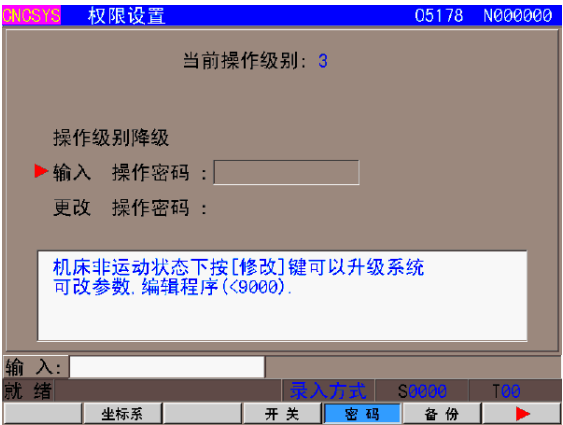 CNCSYS 权限设置 O5178 N000000
当前操作级别: 3
操作级别降级
输入 操作密码 :
更改 操作密码 :
机床非运动状态下按[修改]键可以升级系统
可改参数.编辑程序(<9000).
输 入:
就 绪 录入方式 S0000 T00
坐标系 开 关 密 码 备 份